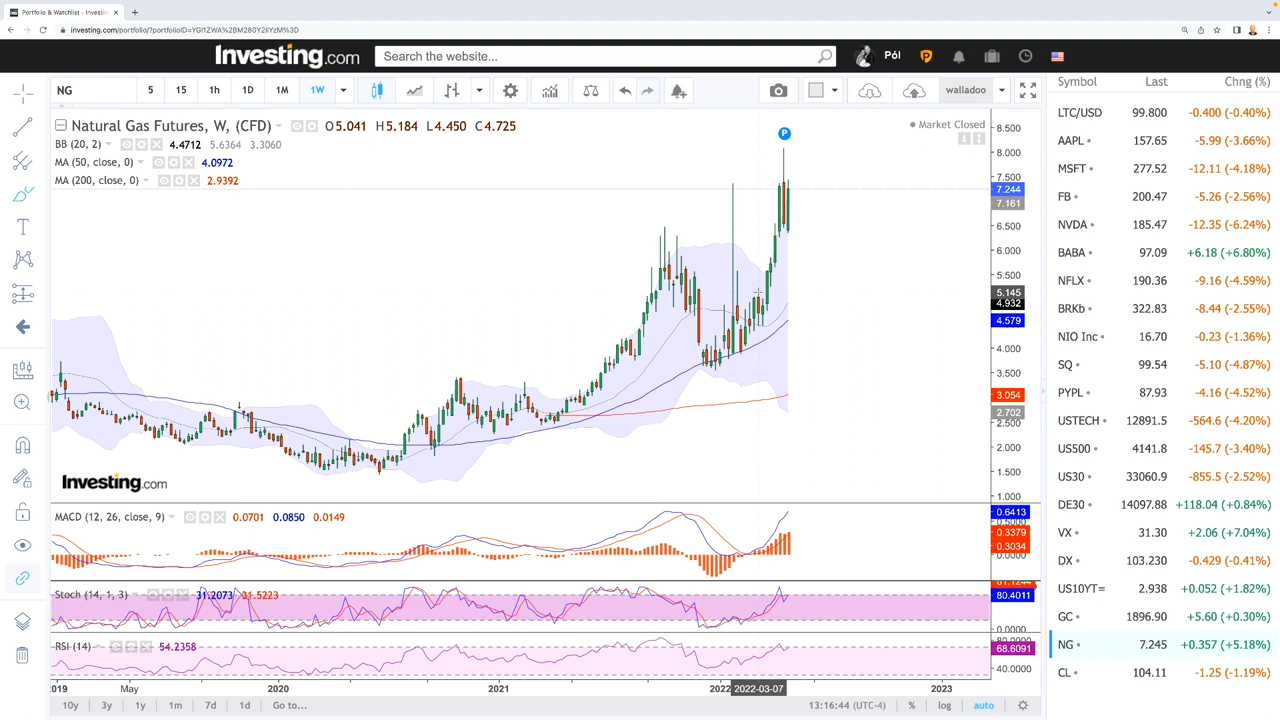 Portfolio & Watchlist - Investin
investing.com/portfolio/?portfolioID=YGI1ZWA%2BM280Y2IlYzM%3D
Investing.com
Search the website...
Pól
NG
5
15
1h
1D
1M
1W
walladoo
Symbol Last Chng (%)
Natural Gas Futures, W, (CFD) O5.041 H5.184 L4.450 C4.725
Market Closed
BB (20, 2) 4.4712 5.6364 3.3060
MA (50, close, 0) 4.0972
MA (200, close, 0) 2.9392
P
8.500
8.000
7.500
7.244
7.161
6.500
6.000
5.500
5.145
4.932
4.579
4.000
3.500
3.054
2.702
2.500
2.000
1.500
1.000
Investing.com
MACD (12, 26, close, 9) 0.0701 0.0850 0.0149
0.6413
0.5000
0.3379
0.3034
0.0000
Stoch (14, 1, 3) 31.2073 31.5223
80.4011
0.0000
RSI (14) 54.2358
68.6091
40.0000
2019 May 2020 2021 2022 2022-03-07 2023
10y 3y 1y 1m 7d 1d Go to... 13:16:44 (UTC-4) % log auto
LTC/USD 99.800 -0.400 (-0.40%)
AAPL 157.65 -5.99 (-3.66%)
MSFT 277.52 -12.11 (-4.18%)
FB 200.47 -5.26 (-2.56%)
NVDA 185.47 -12.35 (-6.24%)
BABA 97.09 +6.18 (+6.80%)
NFLX 190.36 -9.16 (-4.59%)
BRKb 322.83 -8.44 (-2.55%)
NIO Inc 16.70 -0.23 (-1.36%)
SQ 99.54 -5.10 (-4.87%)
PYPL 87.93 -4.16 (-4.52%)
USTECH 12891.5 -564.6 (-4.20%)
US500 4141.8 -145.7 (-3.40%)
US30 33060.9 -855.5 (-2.52%)
DE30 14097.88 +118.04 (+0.84%)
VX 31.30 +2.06 (+7.04%)
DX 103.230 -0.429 (-0.41%)
US10YT= 2.938 +0.052 (+1.82%)
GC 1896.90 +5.60 (+0.30%)
NG 7.245 +0.357 (+5.18%)
CL 104.11 -1.25 (-1.19%)